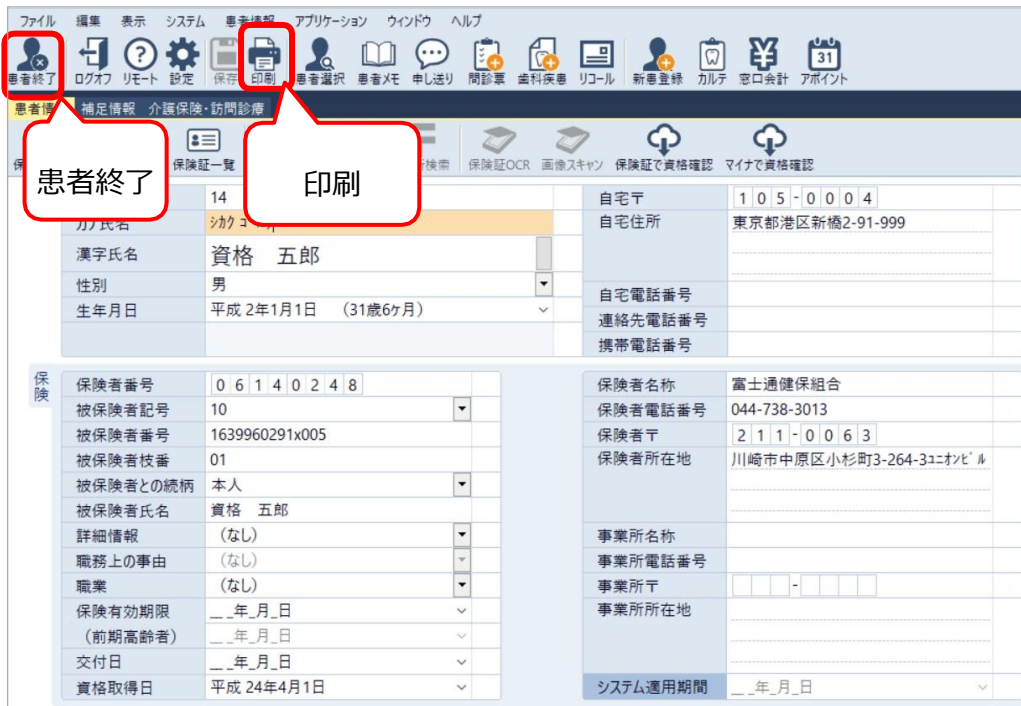 ファイル 編集 表示 システム 患者情報 アプリケーション ウィンドウ ヘルプ
患者終了 ログオフ リモート 設定 保存 印刷 患者選択 患者メモ 申し送り 問診票 歯科疾患 リコール 新患登録 カルテ 窓口会計 アポイント
患者情 補足情報 介護保険・訪問診療
保険証一覧 検索 保険証OCR 画像スキャン 保険証で資格確認 マイナで資格確認
患者終了
印刷
14
カナ氏名 シカク ゴ
漢字氏名 資格 五郎
性別 男
生年月日 平成 2年1月1日 (31歳6ケ月)
自宅〒 105-0004
自宅住所 東京都港区新橋2-91-999
自宅電話番号
連絡先電話番号
携帯電話番号
保険
保険者番号 06140248
被保険者記号 10
被保険者番号 1639960291x005
被保険者枝番 01
被保険者との続柄 本人
被保険者氏名 資格 五郎
詳細情報 (なし)
職務上の事由 (なし)
職業 (なし)
保険有効期限 __年_月_日
(前期高齢者) __年_月_日
交付日 __年_月_日
資格取得日 平成 24年4月1日
保険者名称 富士通健保組合
保険者電話番号 044-738-3013
保険者〒 211-0063
保険者所在地 川崎市中原区小杉町3-264-3ユニオンビル
事業所名称
事業所電話番号
事業所〒 -
事業所所在地
システム適用期間 __年_月_日